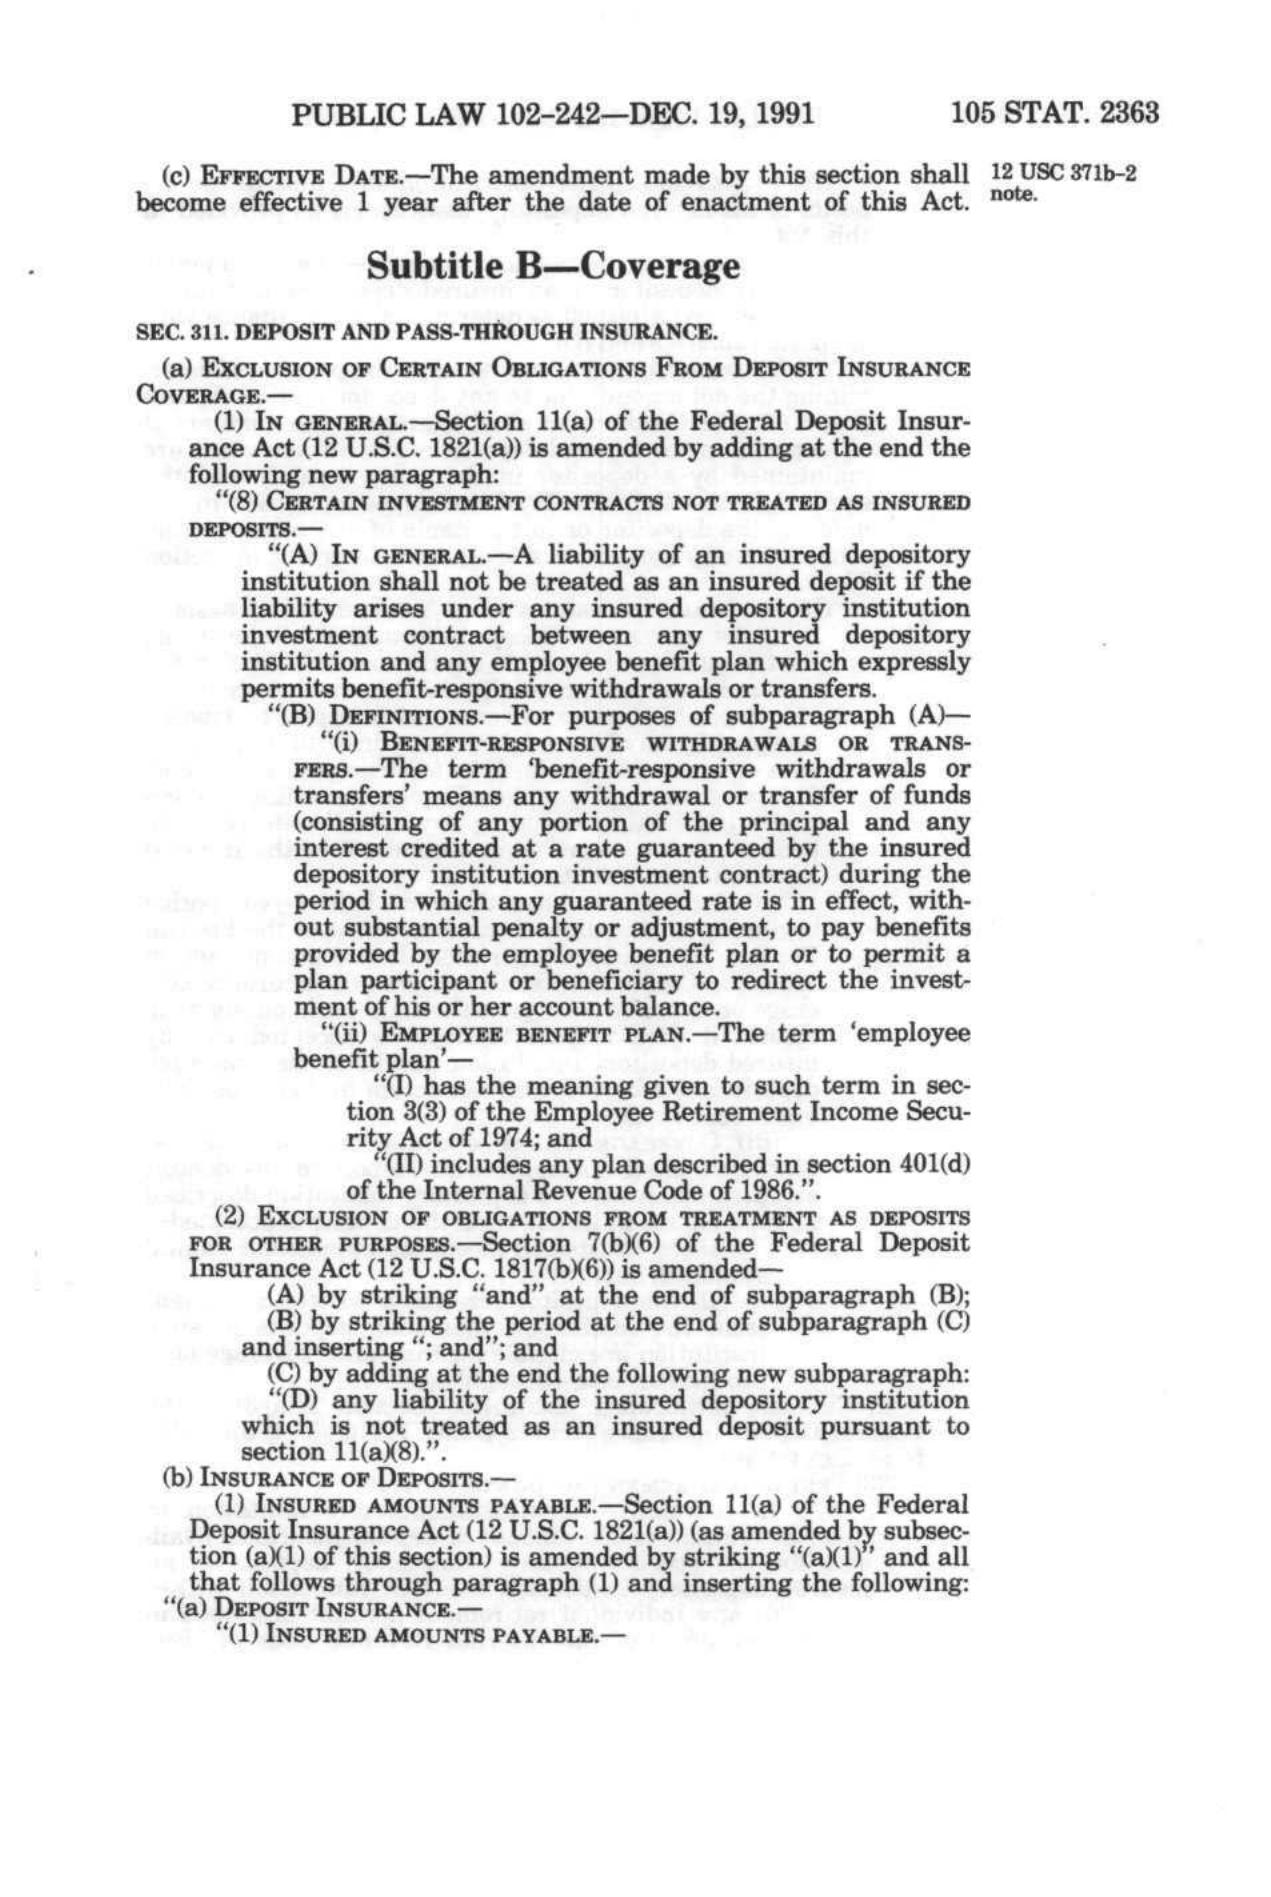 PUBLIC LAW 102-242—DEC. 19, 1991 105 STAT. 2363
(c) EFFECTIVE DATE.—The amendment made by this section shall
become effective 1 year after the date of enactment of this Act.
12 USC 371b-2
note.
Subtitle B—Coverage
SEC. 311. DEPOSIT AND PASS-THROUGH INSURANCE.
(a) EXCLUSION OF CERTAIN OBLIGATIONS FROM DEPOSIT INSURANCE
COVERAGE.—
(1) IN GENERAL.—Section 11(a) of the Federal Deposit Insur-
ance Act (12 U.S.C. 1821(a)) is amended by adding at the end the
following new paragraph:
"(8) CERTAIN INVESTMENT CONTRACTS NOT TREATED AS INSURED
DEPOSITS.—
"(A) IN GENERAL.—A liability of an insured depository
institution shall not be treated as an insured deposit if the
liability arises under any insured depository institution
investment contract between any insured depository
institution and any employee benefit plan which expressly
permits benefit-responsive withdrawals or transfers.
"(B) DEFINITIONS.—For purposes of subparagraph (A)—
"(i) BENEFIT-RESPONSIVE WITHDRAWALS OR TRANS-
FERS.—The term 'benefit-responsive withdrawals or
transfers' means any withdrawal or transfer of funds
(consisting of any portion of the principal and any
interest credited at a rate guaranteed by the insured
depository institution investment contract) during the
period in which any guaranteed rate is in effect, with-
out substantial penalty or adjustment, to pay benefits
provided by the employee benefit plan or to permit a
plan participant or beneficiary to redirect the invest-
ment of his or her account balance.
"(ii) EMPLOYEE BENEFIT PLAN.—The term 'employee
benefit plan'—
"(I) has the meaning given to such term in sec-
tion 3(3) of the Employee Retirement Income Secu-
rity Act of 1974; and
"(II) includes any plan described in section 401(d)
of the Internal Revenue Code of 1986.".
(2) EXCLUSION OF OBLIGATIONS FROM TREATMENT AS DEPOSITS
FOR OTHER PURPOSES.—Section 7(b)(6) of the Federal Deposit
Insurance Act (12 U.S.C. 1817(b)(6)) is amended—
(A) by striking "and" at the end of subparagraph (B);
(B) by striking the period at the end of subparagraph (C)
and inserting "; and"; and
(C) by adding at the end the following new subparagraph:
"(D) any liability of the insured depository institution
which is not treated as an insured deposit pursuant to
section 11(a)(8).".
(b) INSURANCE OF DEPOSITS.—
(1) INSURED AMOUNTS PAYABLE.—Section 11(a) of the Federal
Deposit Insurance Act (12 U.S.C. 1821(a)) (as amended by subsec-
tion (a)(1) of this section) is amended by striking "(a)(1)" and all
that follows through paragraph (1) and inserting the following:
"(a) DEPOSIT INSURANCE.—
"(1) INSURED AMOUNTS PAYABLE.—